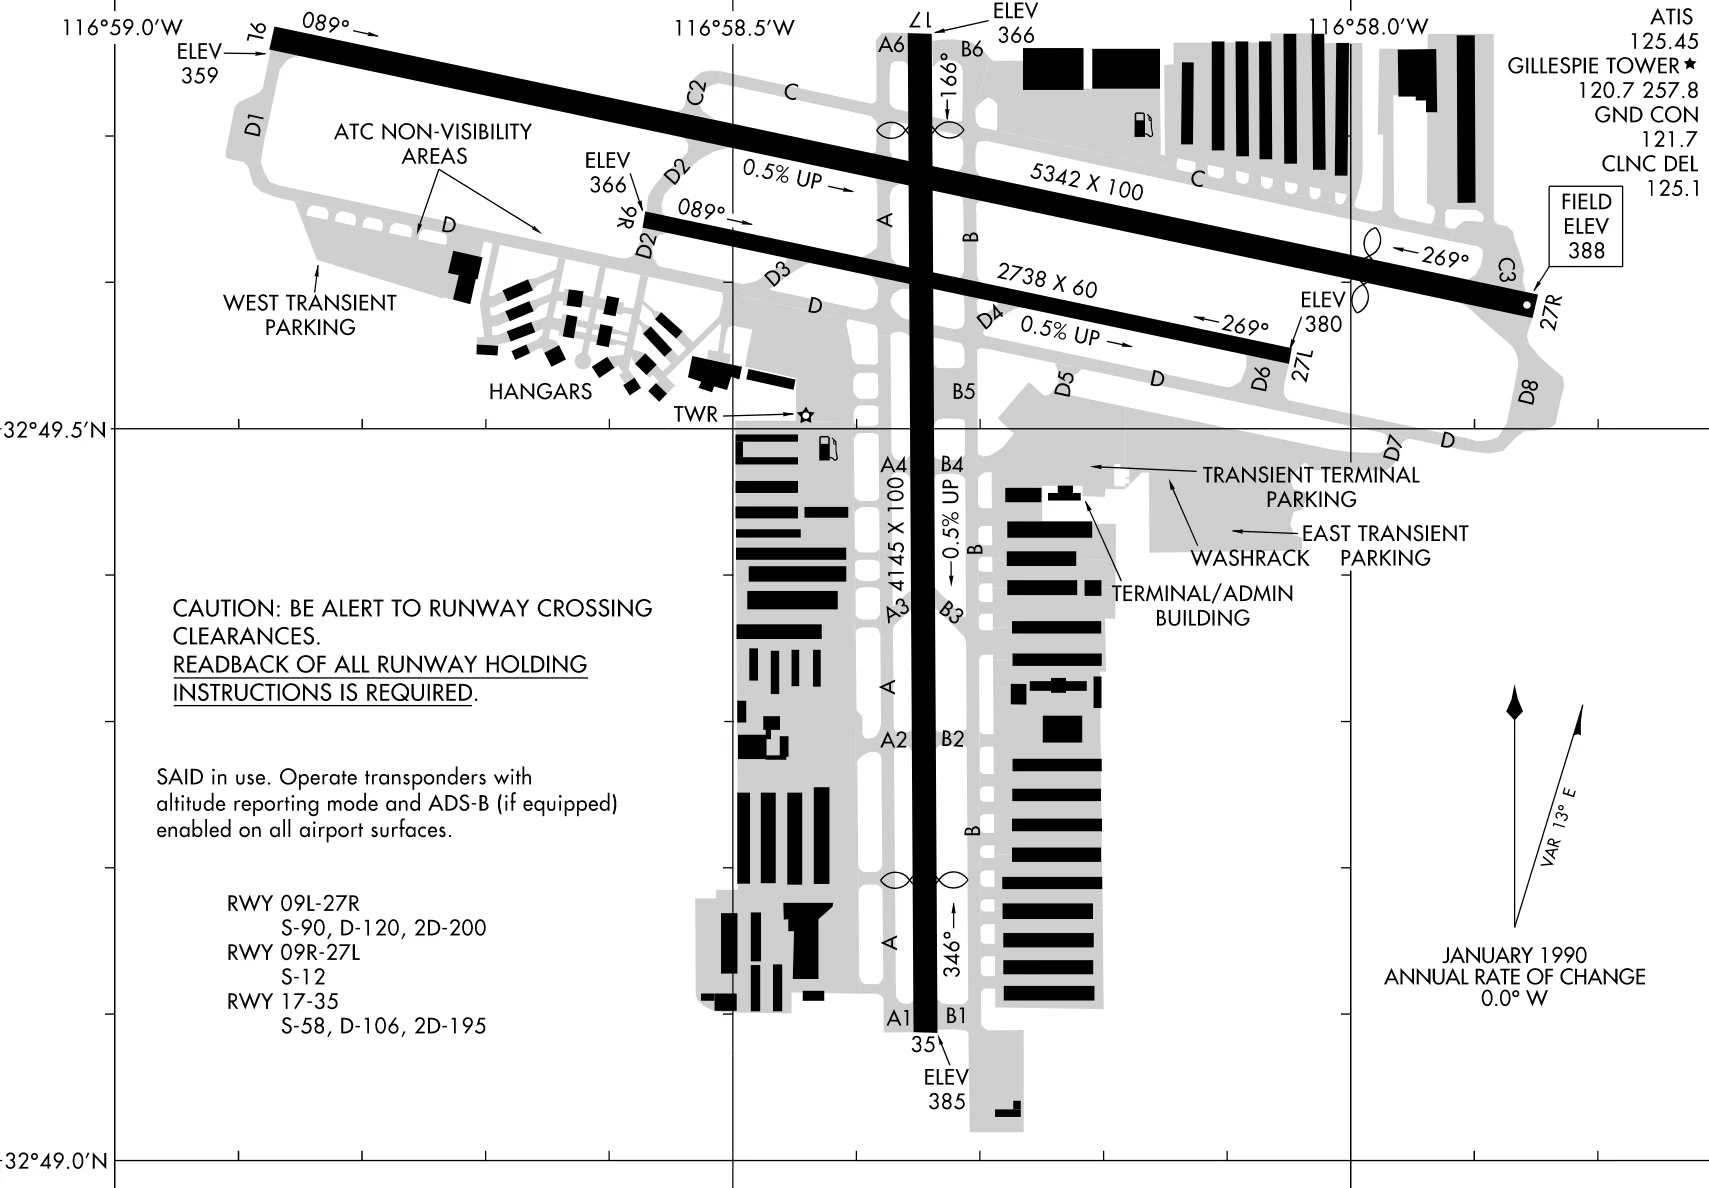 116°59.0'W
116°58.5'W
116°58.0'W
ATIS
125.45
GILLESPIE TOWER
120.7 257.8
GND CON
121.7
CLNC DEL
125.1
FIELD
ELEV
388
9L
089°
ELEV
359
17
ELEV
366
A6
B6
166°
C2
C
D1
ATC NON-VISIBILITY
AREAS
ELEV
366
D2
0.5% UP
5342 X 100
C
9R
089°
D
D2
A
B
269°
C3
27R
D3
2738 X 60
WEST TRANSIENT
PARKING
D
D4
0.5% UP
269°
ELEV
380
27L
HANGARS
B5
D5
D
D6
D8
TWR
32°49.5'N
D7
D
A4
B4
TRANSIENT TERMINAL
PARKING
4145 X 100
0.5% UP
B
EAST TRANSIENT
PARKING
WASHRACK
TERMINAL/ADMIN
BUILDING
A3
B3
CAUTION: BE ALERT TO RUNWAY CROSSING
CLEARANCES.
READBACK OF ALL RUNWAY HOLDING
INSTRUCTIONS IS REQUIRED.
A
A2
B2
SAID in use. Operate transponders with
altitude reporting mode and ADS-B (if equipped)
enabled on all airport surfaces.
B
VAR 13° E
RWY 09L-27R
S-90, D-120, 2D-200
RWY 09R-27L
S-12
RWY 17-35
S-58, D-106, 2D-195
A
346°
JANUARY 1990
ANNUAL RATE OF CHANGE
0.0° W
A1
B1
35
ELEV
385
32°49.0'N